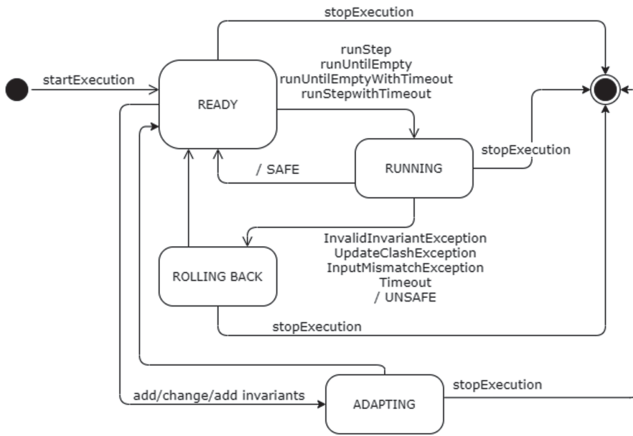 stopExecution
runStep
runUntilEmpty
runUntilEmptyWithTimeout
runStepwithTimeout
startExecution
READY
stopExecution
/ SAFE
RUNNING
InvalidInvariantException
UpdateClashException
InputMismatchException
Timeout
/ UNSAFE
ROLLING BACK
stopExecution
stopExecution
add/change/add invariants
ADAPTING